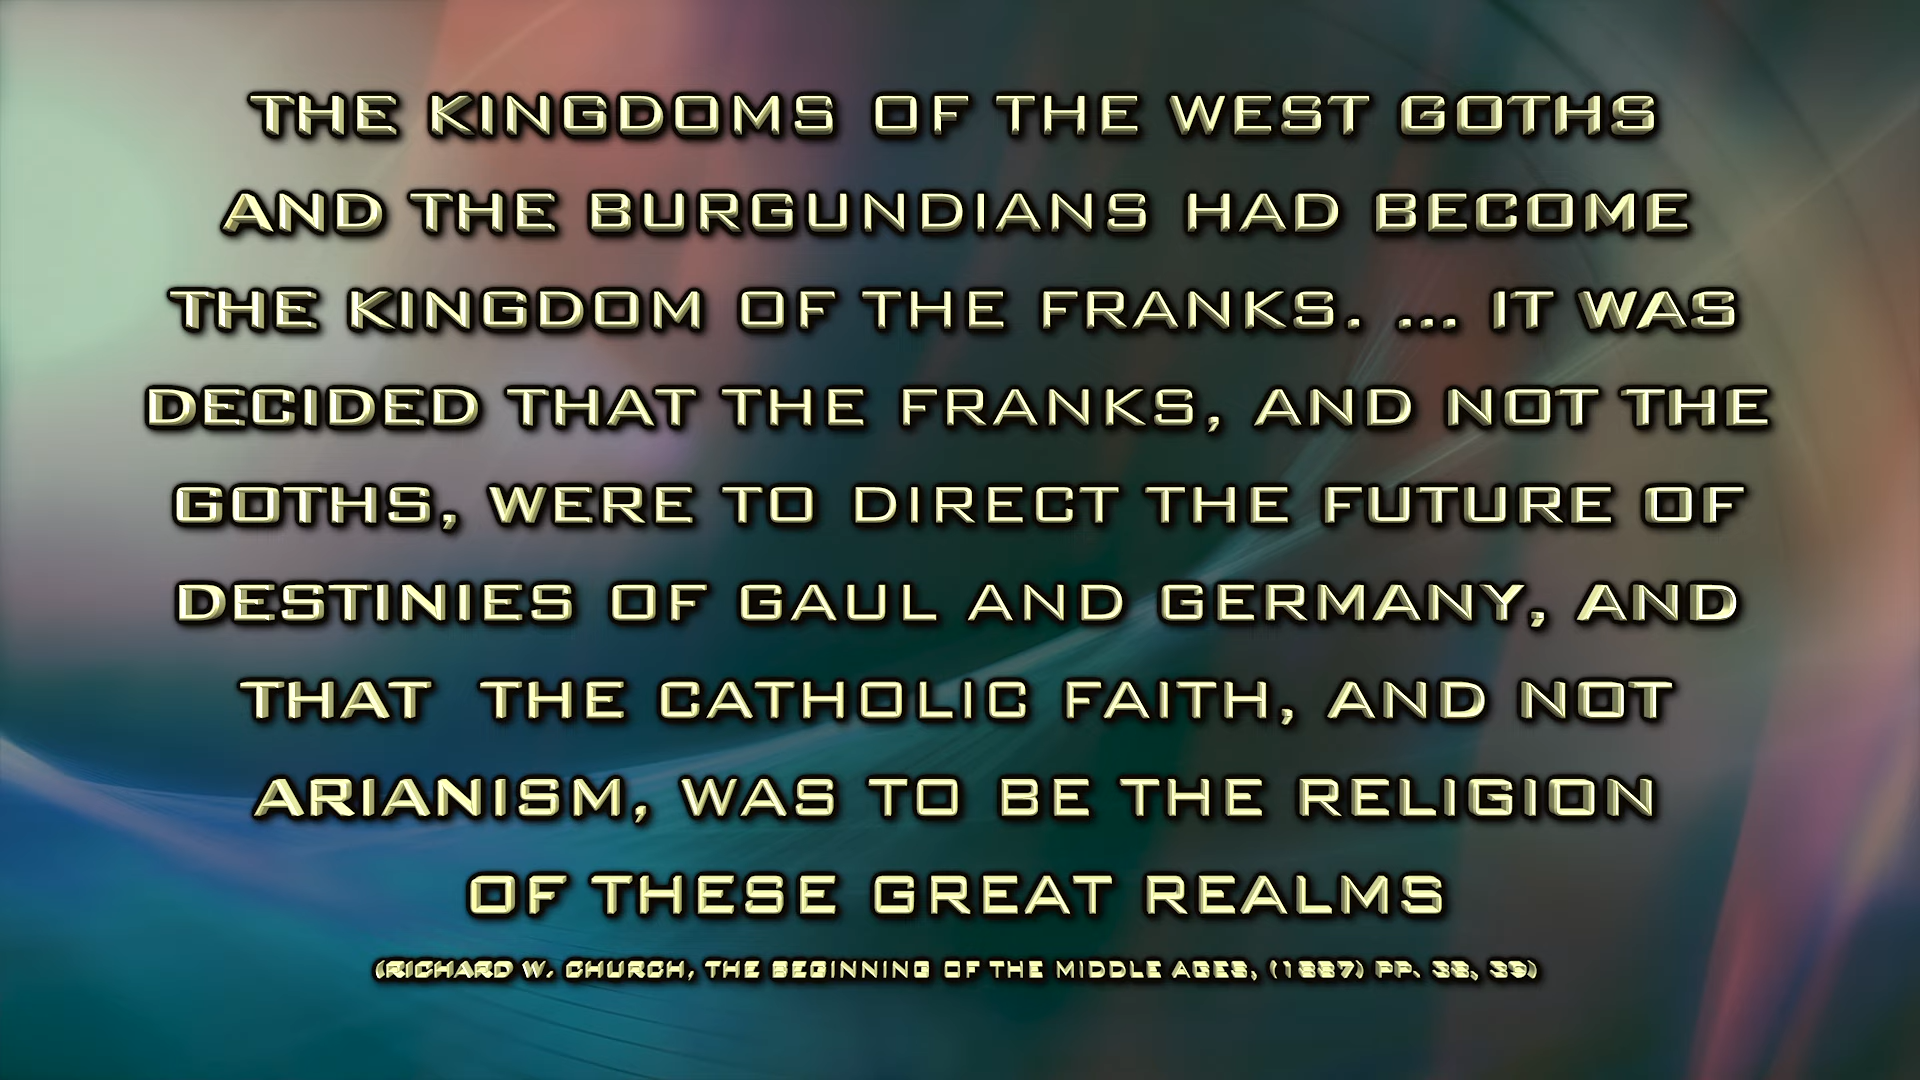 THE KINGDOMS OF THE WEST GOTHS
AND THE BURGUNDIANS HAD BECOME
THE KINGDOM OF THE FRANKS. ... IT WAS
DECIDED THAT THE FRANKS, AND NOT THE
GOTHS, WERE TO DIRECT THE FUTURE OF
DESTINIES OF GAUL AND GERMANY, AND
THAT THE CATHOLIC FAITH, AND NOT
ARIANISM, WAS TO BE THE RELIGION
OF THESE GREAT REALMS
(RICHARD W. CHURCH, THE BEGINNING OF THE MIDDLE AGES, (1887) PP. 38, 39)